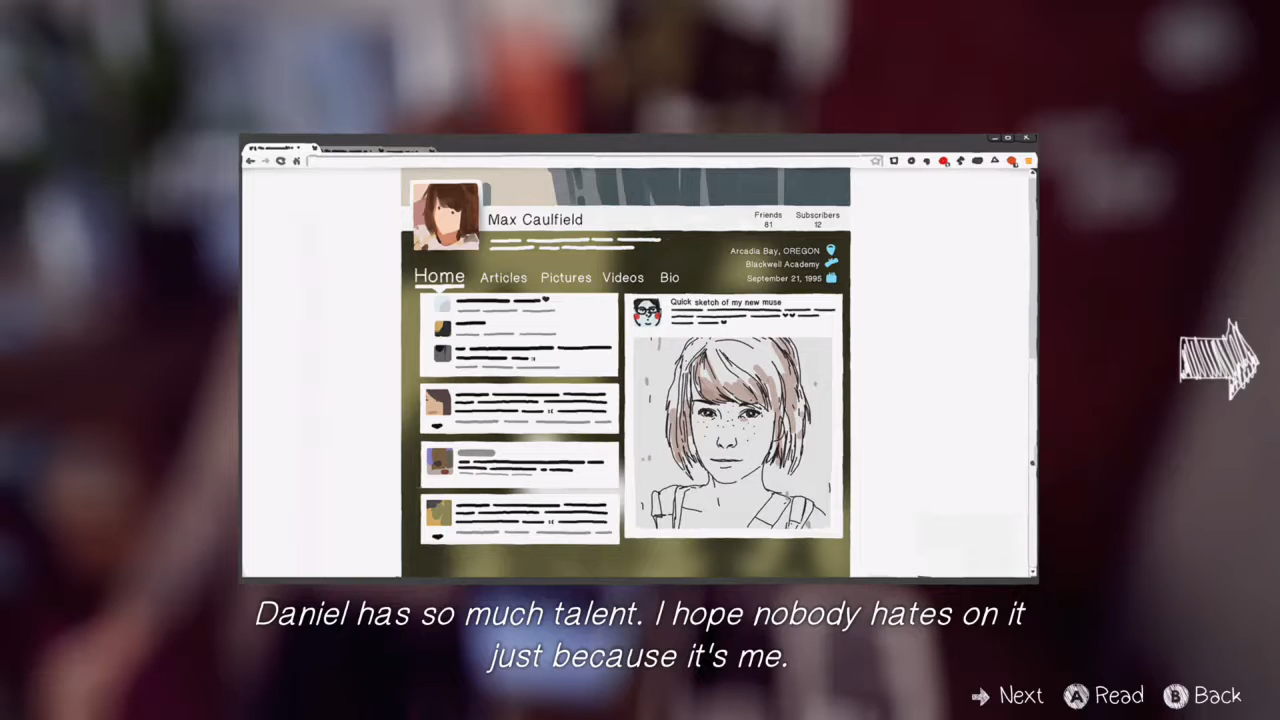 Max Caulfield
Friends
61
Subscribers
12
Arcadia Bay, OREGON
Blackwell Academy
September 21, 1995
Home Articles Pictures Videos Bio
Quick sketch of my new muse
Daniel has so much talent. I hope nobody hates on it
just because it's me.
Next A Read B Back